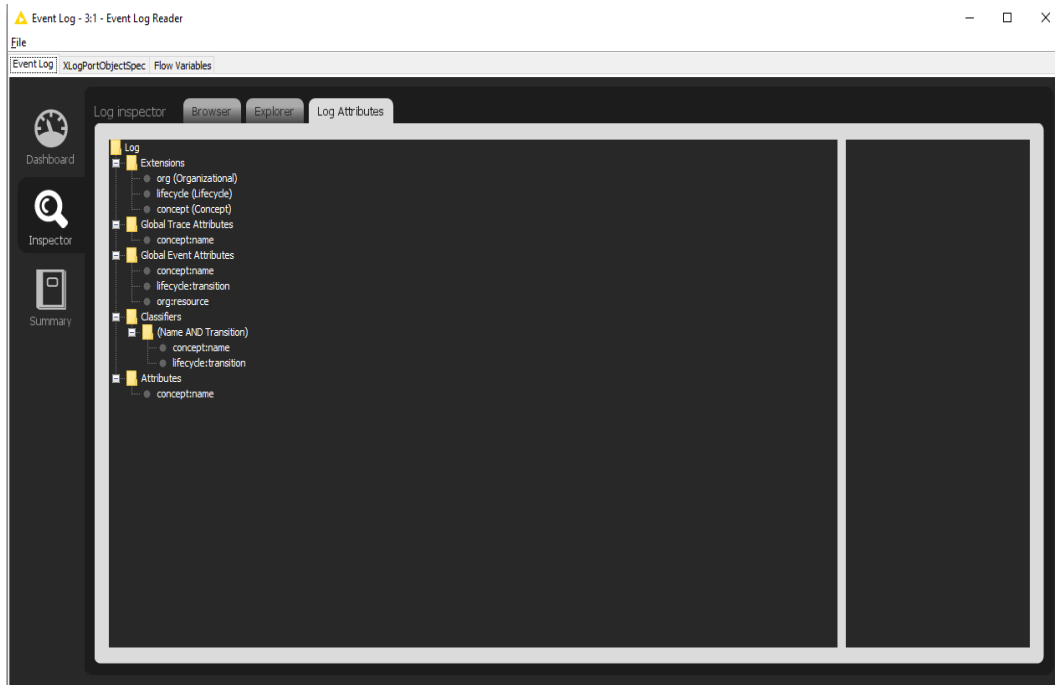 Event Log - 3:1 - Event Log Reader
File
Event Log XLogPortObjectSpec Flow Variables
Log inspector Browser Explorer Log Attributes
Dashboard
Inspector
Summary
Log
Extensions
org (Organizational)
lifecycle (Lifecycle)
concept (Concept)
Global Trace Attributes
concept:name
Global Event Attributes
concept:name
lifecycle:transition
org:resource
Classifiers
(Name AND Transition)
concept:name
lifecycle:transition
Attributes
concept:name